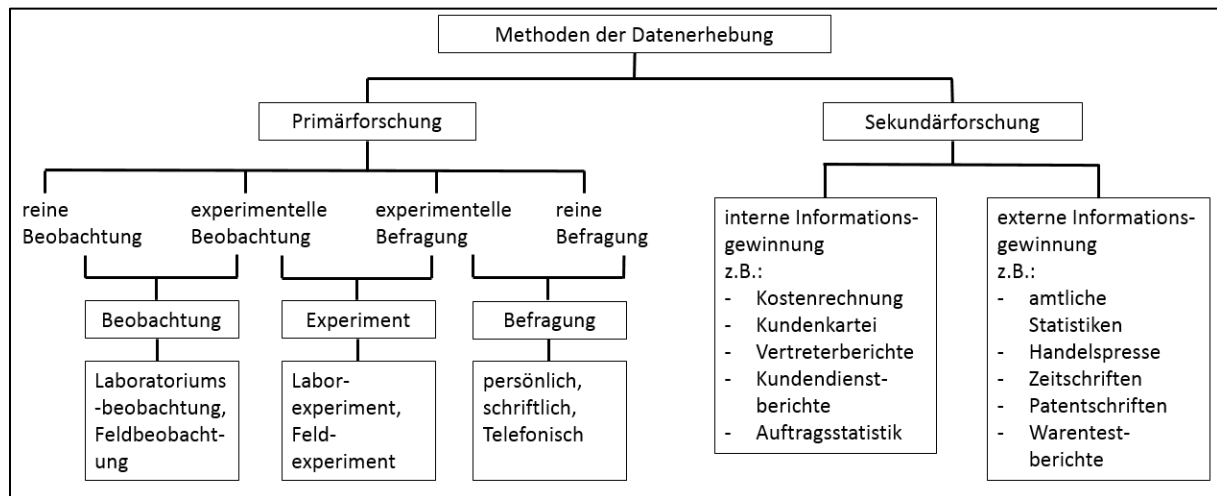 Methoden der Datenerhebung
Primärforschung
Sekundärforschung
reine
Beobachtung
experimentelle
Beobachtung
experimentelle
Befragung
reine
Befragung
Beobachtung
Experiment
Befragung
Laboratoriums
-beobachtung,
Feldbeobacht-
ung
Labor-
experiment,
Feld-
experiment
persönlich,
schriftlich,
Telefonisch
interne Informations-
gewinnung
z.B.:
- Kostenrechnung
- Kundenkartei
- Vertreterberichte
- Kundendienst-
berichte
- Auftragsstatistik
externe Informations-
gewinnung
z.B.:
- amtliche
Statistiken
- Handelspresse
- Zeitschriften
- Patentschriften
- Warentest-
berichte